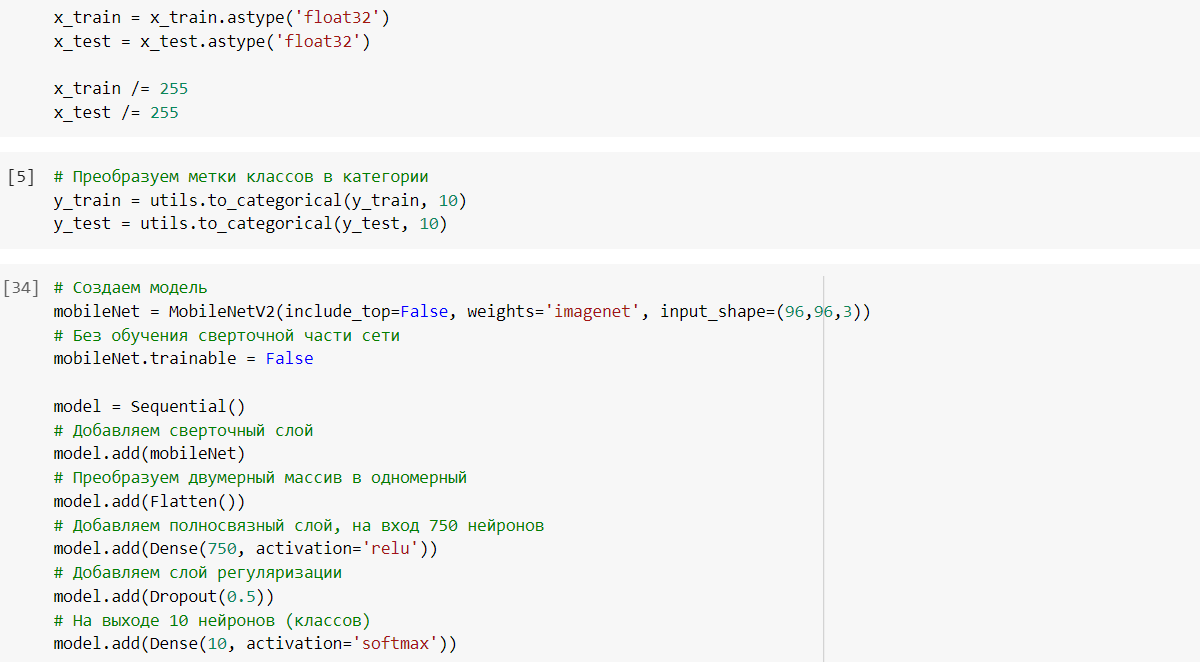 x_train = x_train.astype('float32')
x_test = x_test.astype('float32')
x_train /= 255
x_test /= 255
[5] # Преобразуем метки классов в категории
y_train = utils.to_categorical(y_train, 10)
y_test = utils.to_categorical(y_test, 10)
[34] # Создаем модель
mobileNet = MobileNetV2(include_top=False, weights='imagenet', input_shape=(96,96,3))
# Без обучения сверточной части сети
mobileNet.trainable = False
model = Sequential()
# Добавляем сверточный слой
model.add(mobileNet)
# Преобразуем двумерный массив в одномерный
model.add(Flatten())
# Добавляем полносвязный слой, на вход 750 нейронов
model.add(Dense(750, activation='relu'))
# Добавляем слой регуляризации
model.add(Dropout(0.5))
# На выходе 10 нейронов (классов)
model.add(Dense(10, activation='softmax'))